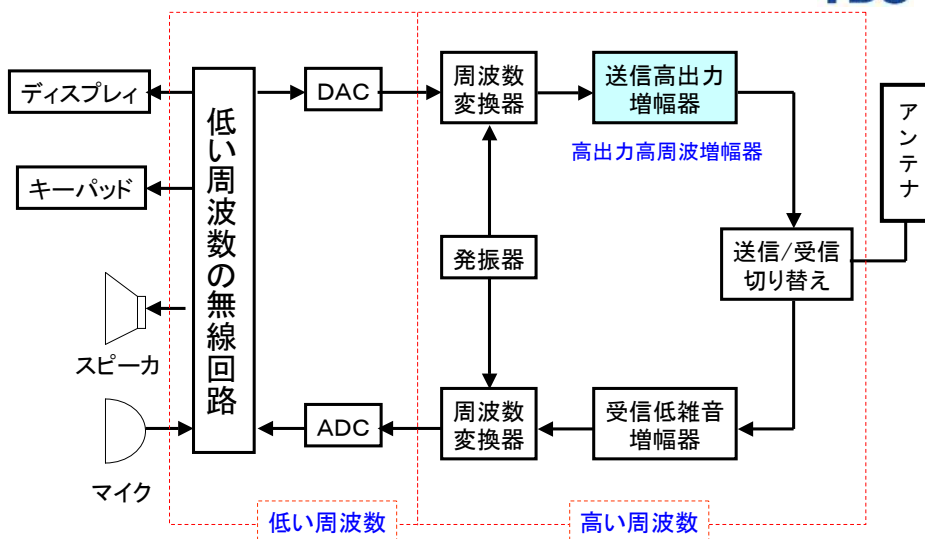 ディスプレイ
キーパッド
スピーカ
マイク
低い周波数の無線回路
DAC
ADC
周波数
変換器
送信高出力
増幅器
高出力高周波増幅器
発振器
送信/受信
切り替え
アンテナ
周波数
変換器
受信低雑音
増幅器
低い周波数
高い周波数